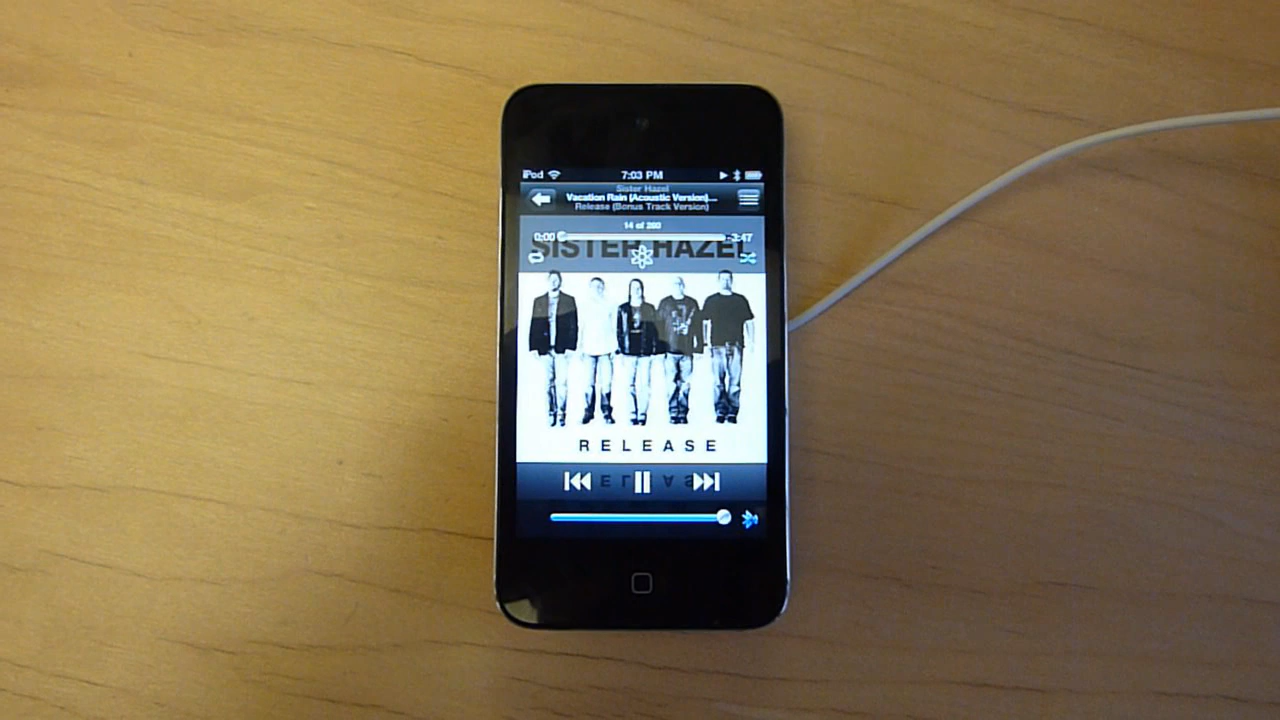 iPod 7:03 PM
Sister Hazel
Vacation Rain [Acoustic Version]...
Release (Bonus Track Version)
14 of 260
0:00 -3:47
SISTER HAZEL
RELEASE